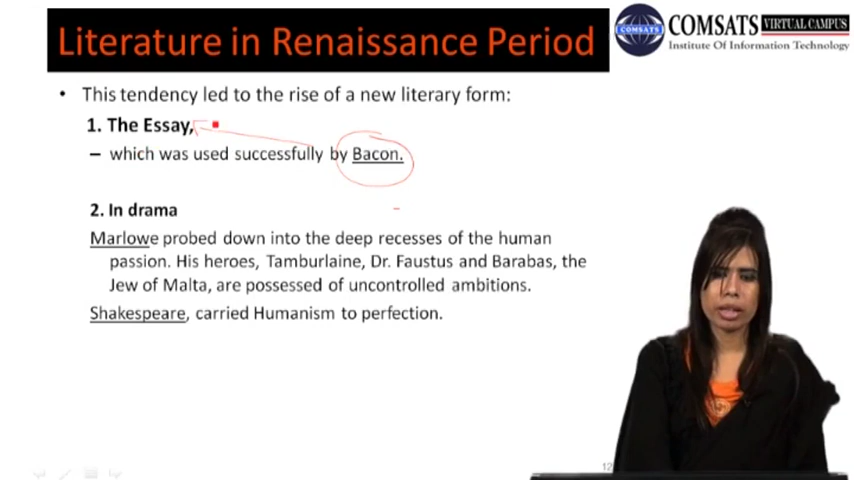 Literature in Renaissance Period
COMSATS VIRTUAL CAMPUS
COMSATS
Institute Of Information Technology
• This tendency led to the rise of a new literary form:
1. The Essay,
– which was used successfully by Bacon.
2. In drama
Marlowe probed down into the deep recesses of the human
passion. His heroes, Tamburlaine, Dr. Faustus and Barabas, the
Jew of Malta, are possessed of uncontrolled ambitions.
Shakespeare, carried Humanism to perfection.
12